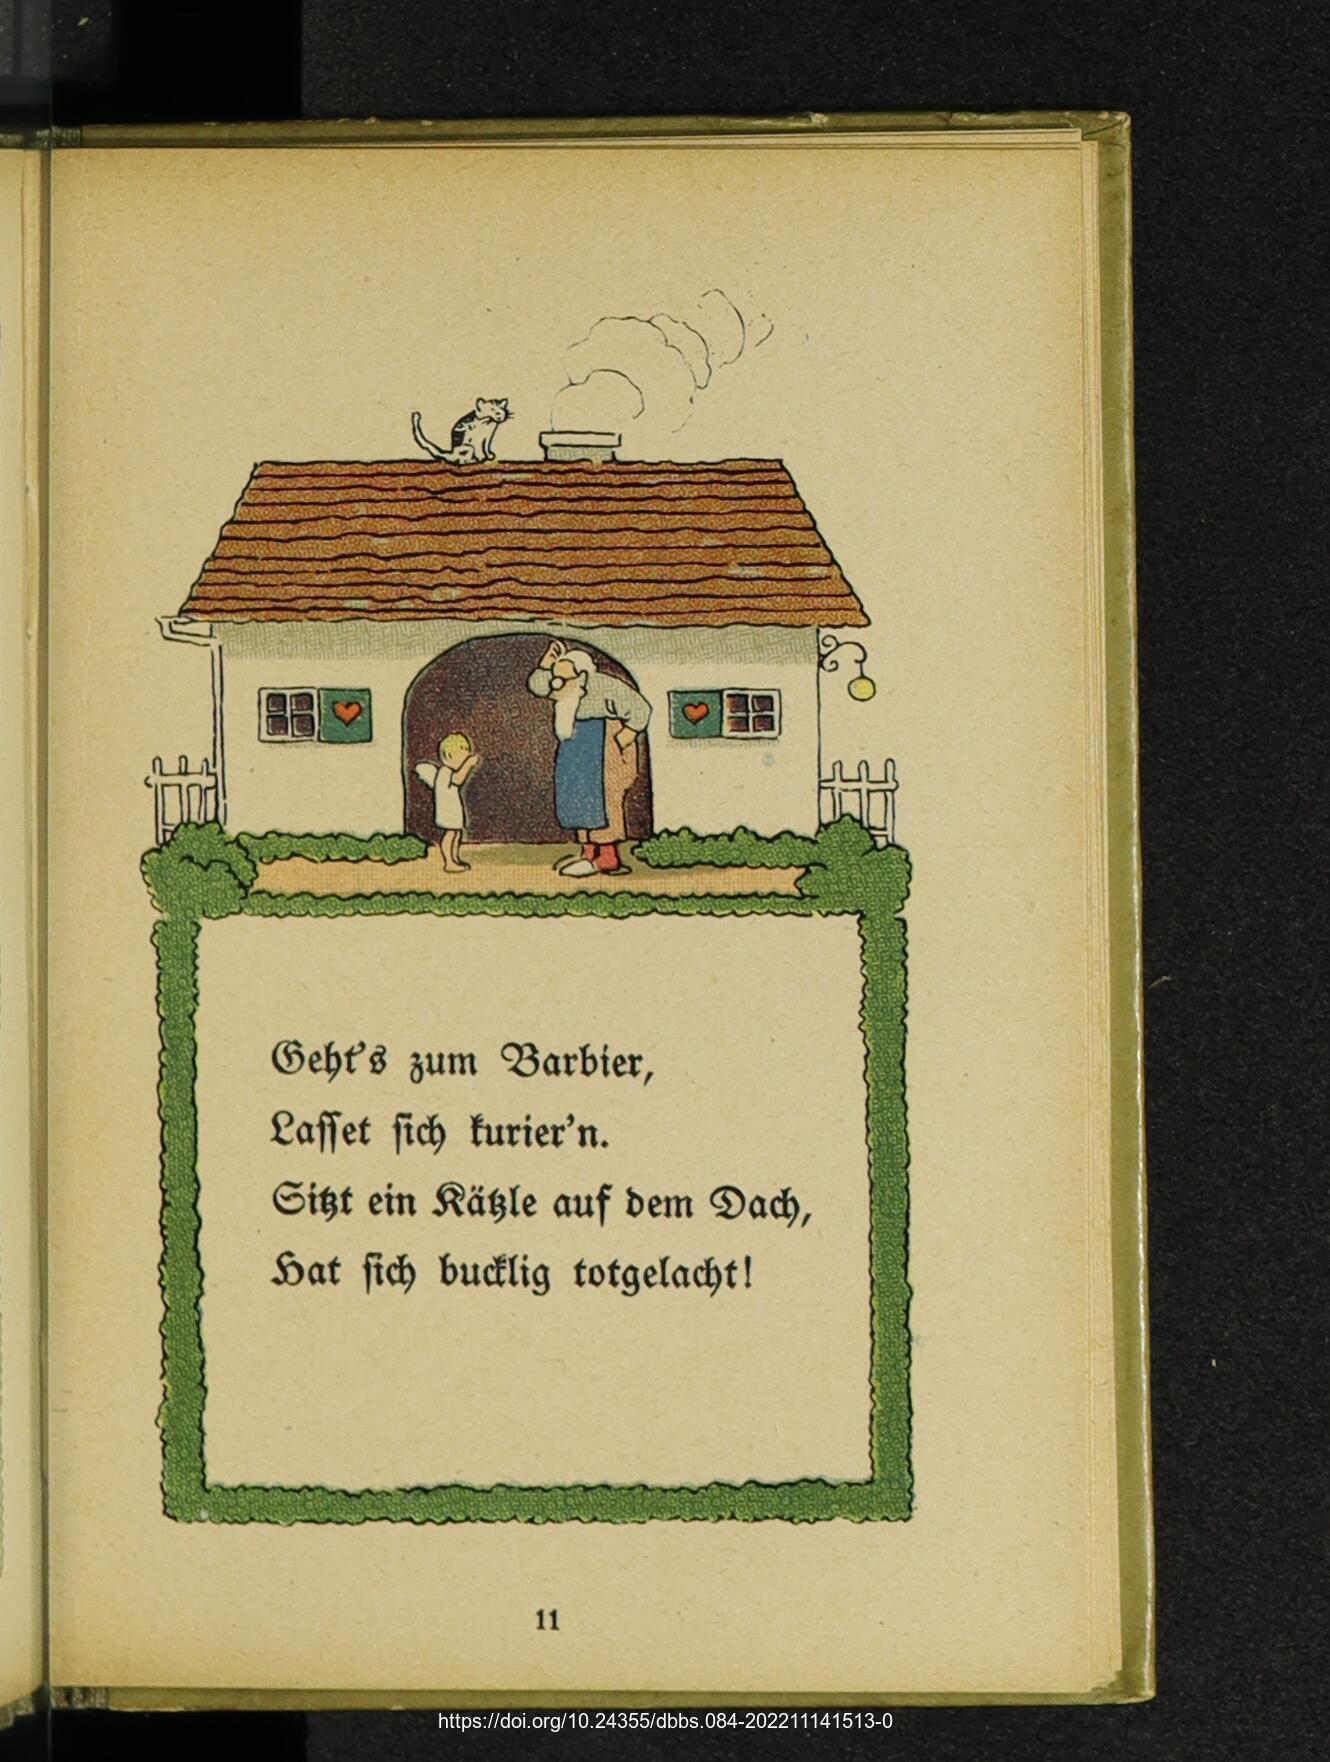 Geht's zum Barbier,
Lasset sich kurier'n.
Sitzt ein Kätzle auf dem Dach,
Hat sich bucklig totgelacht!
11
https://doi.org/10.24355/dbbs.084-202211141513-0